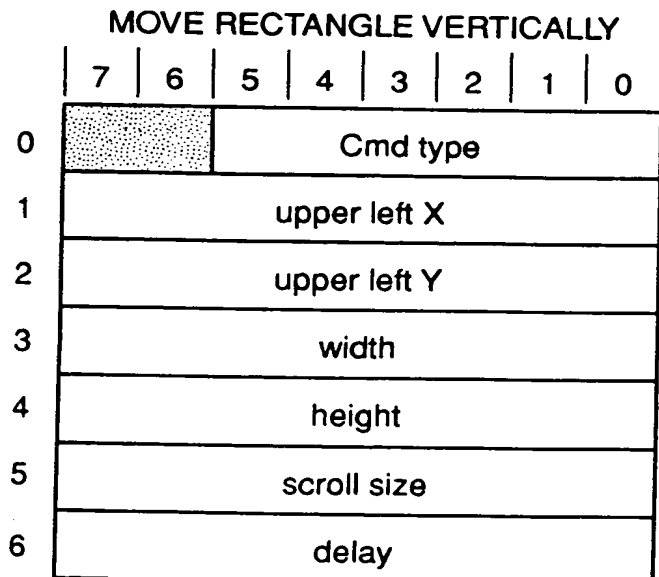 MOVE RECTANGLE VERTICALLY
7 6 5 4 3 2 1 0
0 Cmd type
1 upper left X
2 upper left Y
3 width
4 height
5 scroll size
6 delay